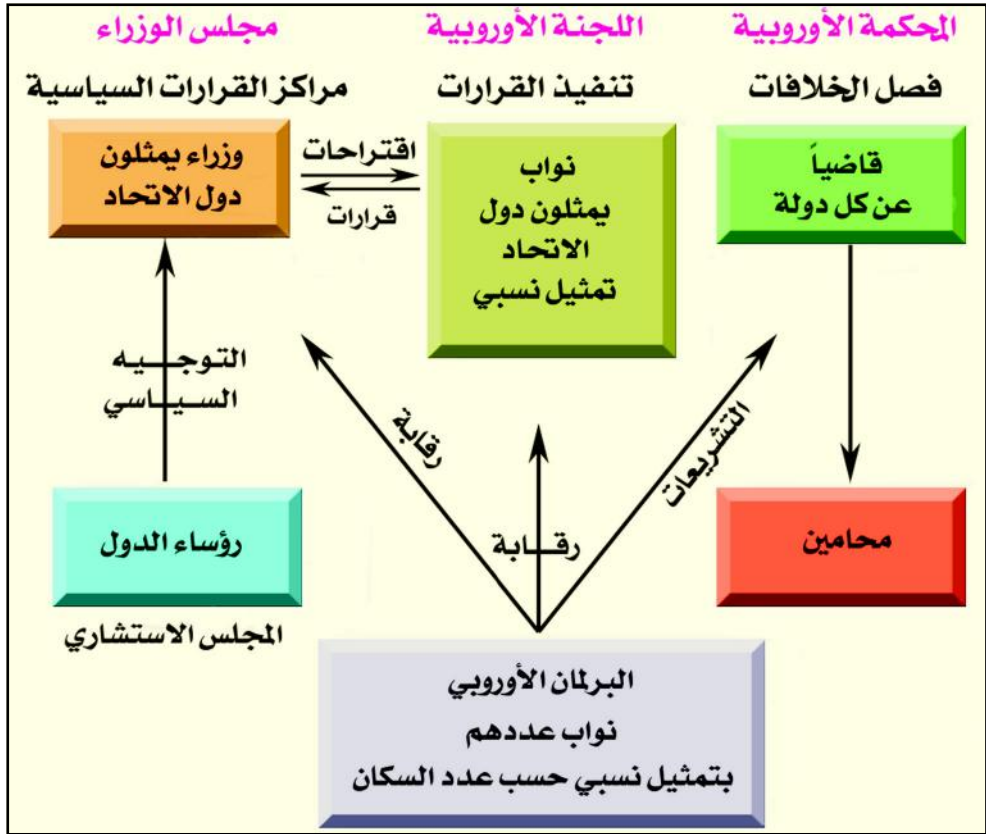 المحكمة الأوروبية
اللجنة الأوروبية
مجلس الوزراء
فصل الخلافات
تنفيذ القرارات
مراكز القرارات السياسية
قاضياً
عن كل دولة
نواب
يمثلون دول
الاتحاد
تمثيل نسبي
اقتراحات
قرارات
وزراء يمثلون
دول الاتحاد
التوجيه
السياسي
رقابة
رقابة
التشريعات
محامين
رؤساء الدول
المجلس الاستشاري
البرلمان الأوروبي
نواب عددهم
بتمثيل نسبي حسب عدد السكان